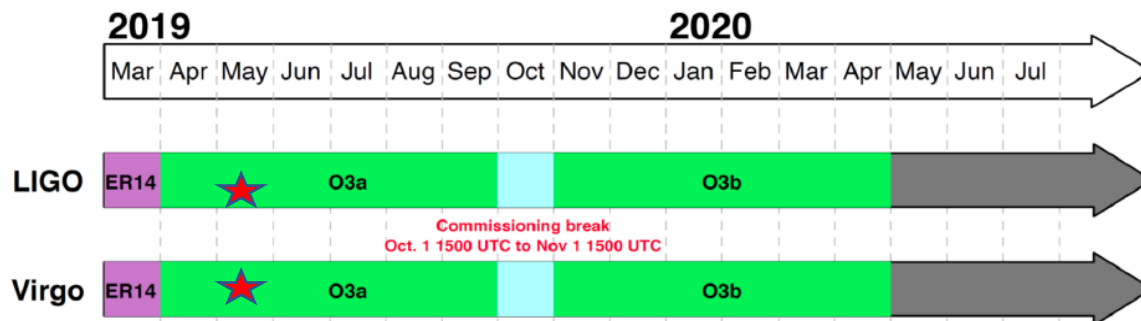 2019 2020
Mar Apr May Jun Jul Aug Sep Oct Nov Dec Jan Feb Mar Apr May Jun Jul
LIGO ER14 O3a O3b
Commissioning break
Oct. 1 1500 UTC to Nov 1 1500 UTC
Virgo ER14 O3a O3b